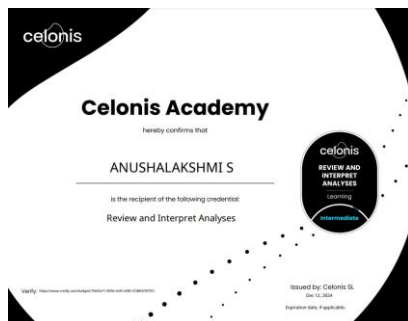 celonis
Celonis Academy
hereby confirms that
ANUSHALAKSHMI S
is the recipient of the following credential:
Review and Interpret Analyses
celonis
REVIEW AND
INTERPRET
ANALYSES
Learning
Intermediate
Verify:
Issued by: Celonis SL
Dec 13, 2024
Expiration date, if applicable: